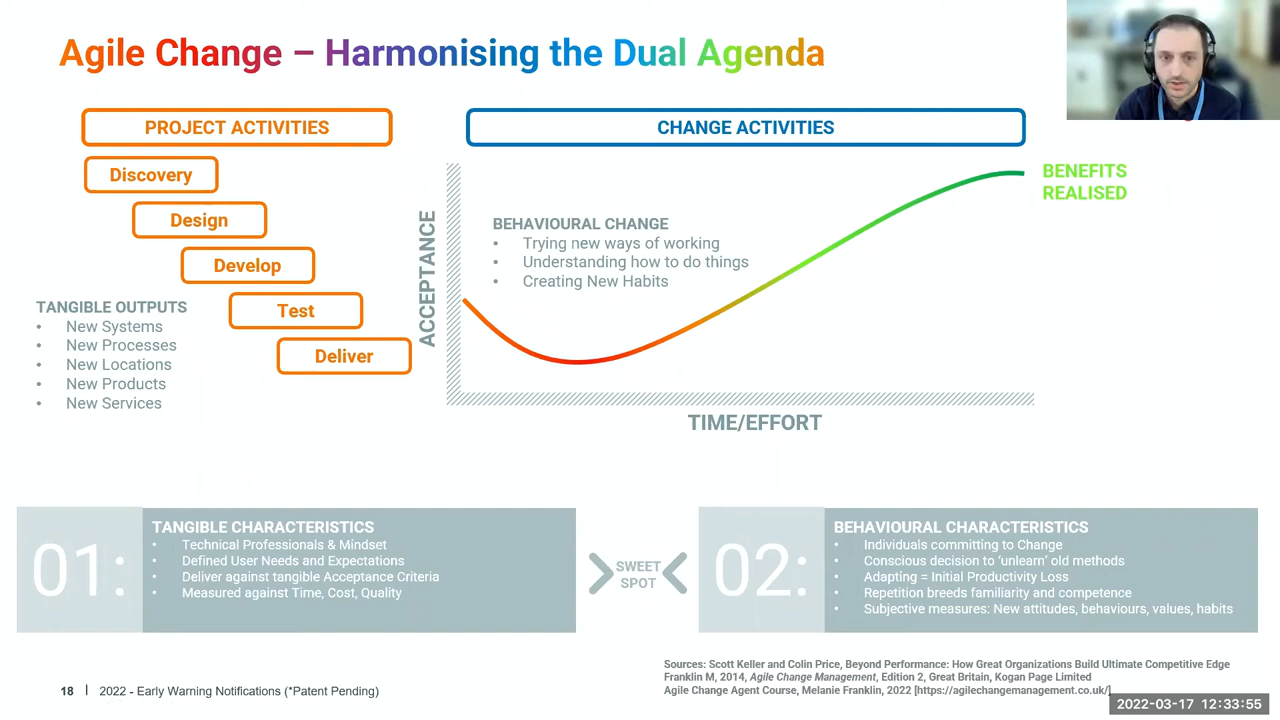 Agile Change – Harmonising the Dual Agenda
PROJECT ACTIVITIES
Discovery
Design
Develop
Test
Deliver
TANGIBLE OUTPUTS
• New Systems
• New Processes
• New Locations
• New Products
• New Services
CHANGE ACTIVITIES
ACCEPTANCE
BEHAVIOURAL CHANGE
• Trying new ways of working
• Understanding how to do things
• Creating New Habits
BENEFITS
REALISED
TIME/EFFORT
01:
TANGIBLE CHARACTERISTICS
• Technical Professionals & Mindset
• Defined User Needs and Expectations
• Deliver against tangible Acceptance Criteria
• Measured against Time, Cost, Quality
SWEET
SPOT
02:
BEHAVIOURAL CHARACTERISTICS
• Individuals committing to Change
• Conscious decision to ‘unlearn’ old methods
• Adapting = Initial Productivity Loss
• Repetition breeds familiarity and competence
• Subjective measures: New attitudes, behaviours, values, habits
Sources: Scott Keller and Colin Price, Beyond Performance: How Great Organizations Build Ultimate Competitive Edge
Franklin M, 2014, Agile Change Management, Edition 2, Great Britain, Kogan Page Limited
Agile Change Agent Course, Melanie Franklin, 2022 [https://agilechangemanagement.co.uk/]
18 | 2022 - Early Warning Notifications (*Patent Pending)
2022-03-17 12:33:55